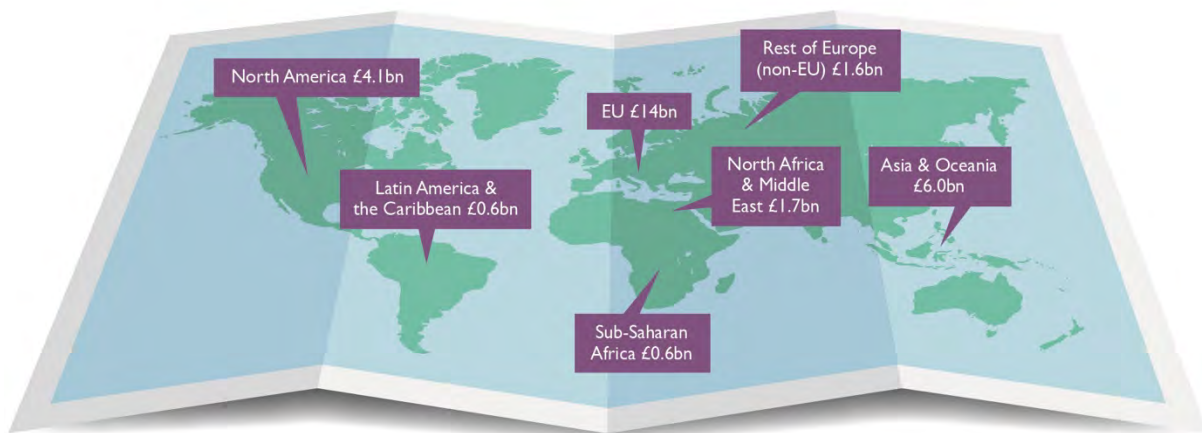 North America £4.1bn
Latin America &
the Caribbean £0.6bn
EU £14bn
Rest of Europe
(non-EU) £1.6bn
North Africa
& Middle
East £1.7bn
Asia & Oceania
£6.0bn
Sub-Saharan
Africa £0.6bn